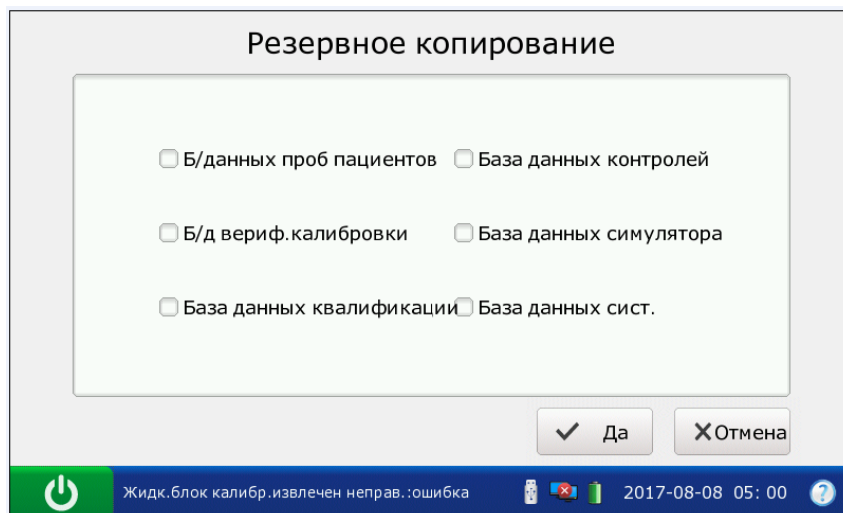 Резервное копирование
Б/данных проб пациентов База данных контролей
Б/д вериф.калибровки База данных симулятора
База данных квалификации База данных сист.
Да Отмена
Жидк.блок калибр.извлечен неправ.:ошибка 2017-08-08 05: 00 ?